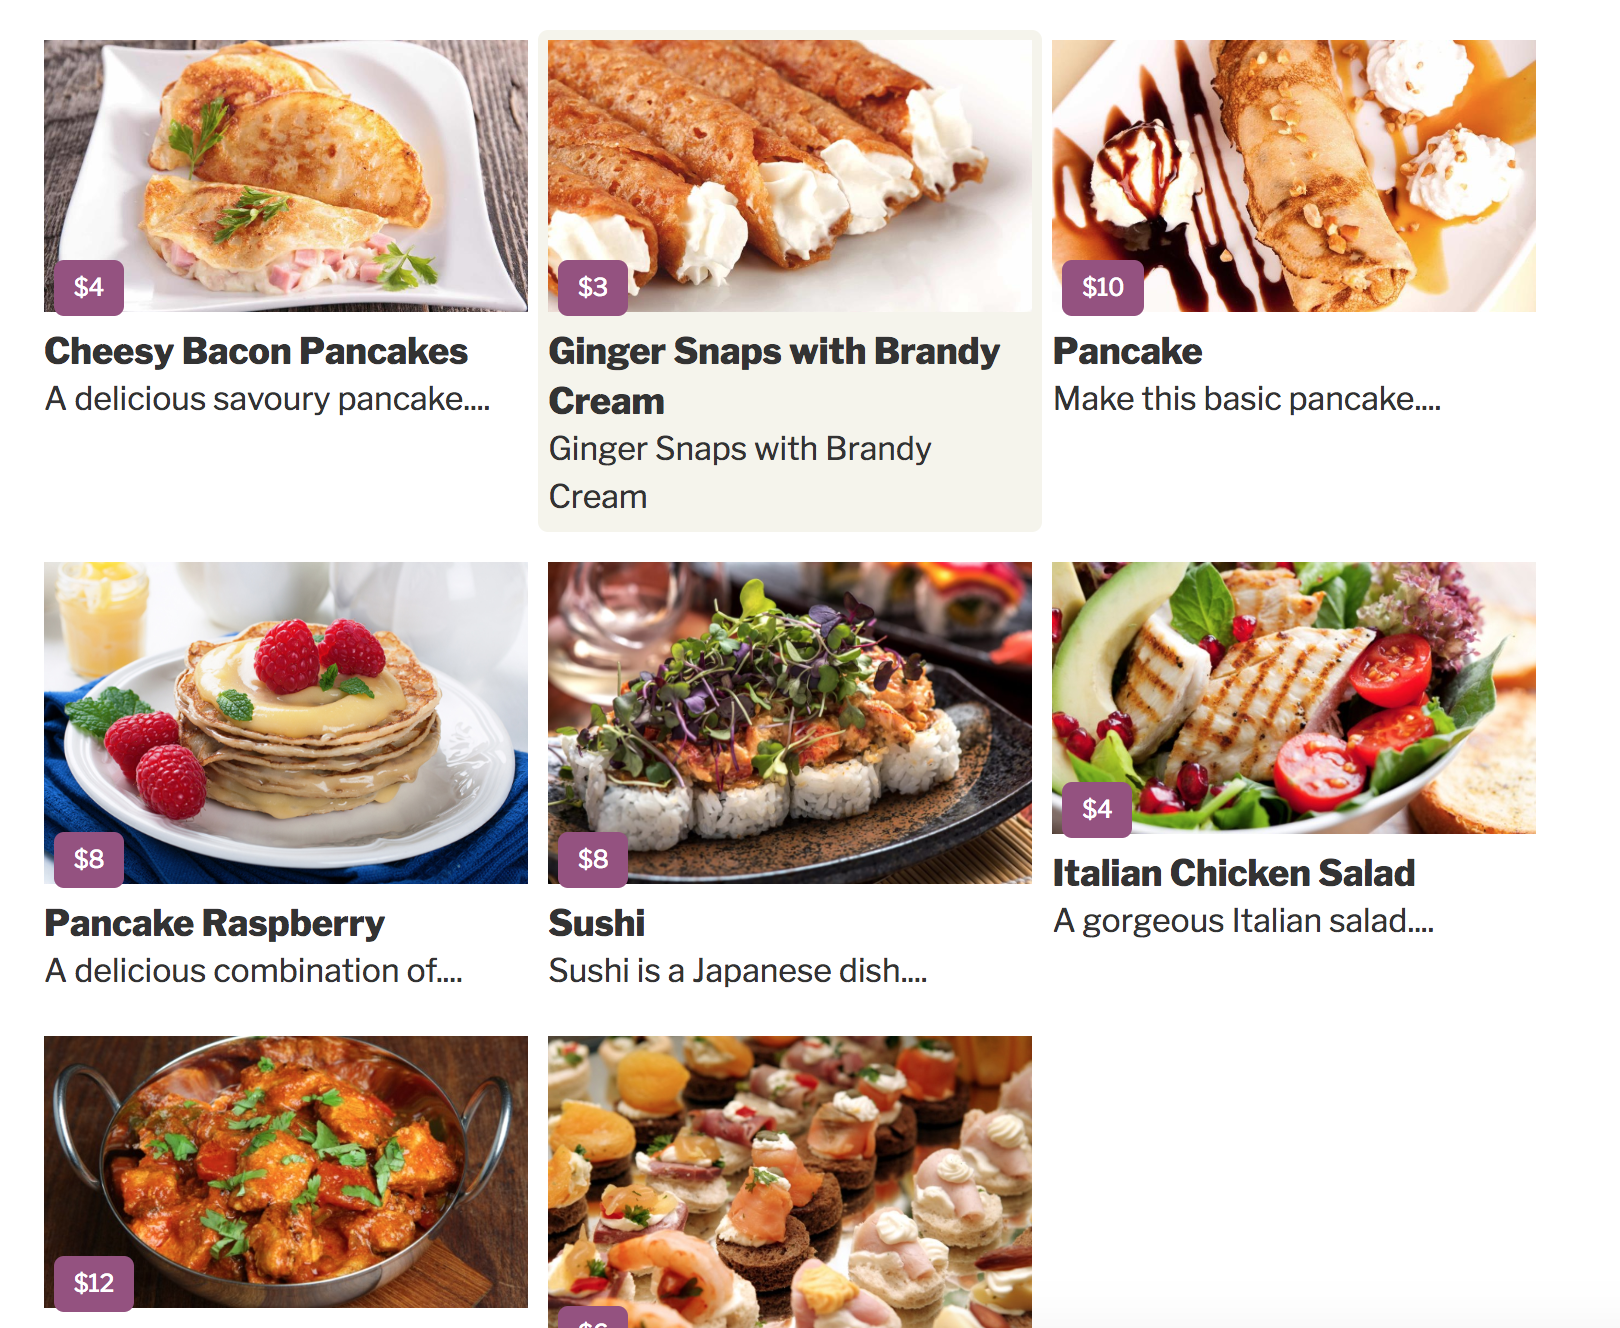 $4
Cheesy Bacon Pancakes
A delicious savoury pancake....
$3
Ginger Snaps with Brandy
Cream
Ginger Snaps with Brandy
Cream
$10
Pancake
Make this basic pancake....
$8
Pancake Raspberry
A delicious combination of....
$8
Sushi
Sushi is a Japanese dish....
$4
Italian Chicken Salad
A gorgeous Italian salad....
$12